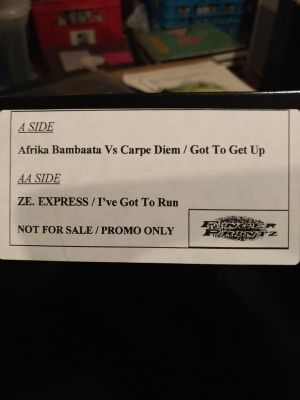 A SIDE
Afrika Bambaata Vs Carpe Diem / Got To Get Up
AA SIDE
ZE. EXPRESS / I've Got To Run
NOT FOR SALE / PROMO ONLY